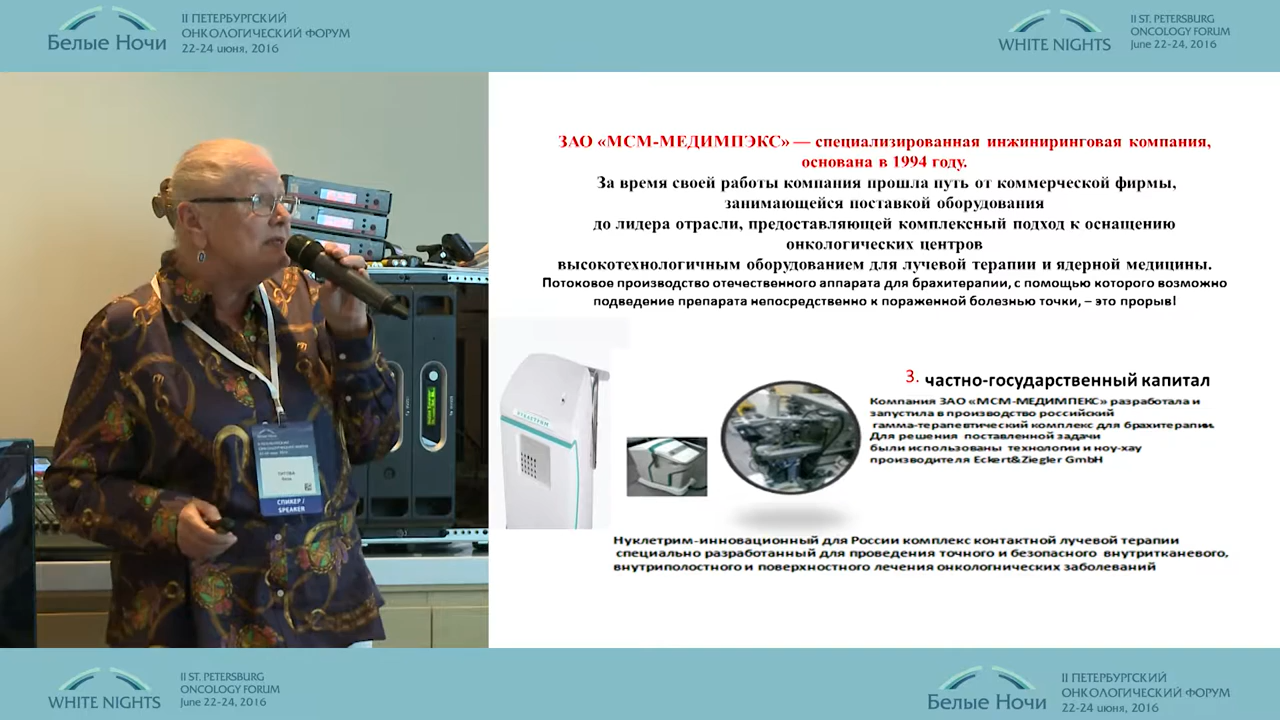 Белые Ночи
II ПЕТЕРБУРГСКИЙ
ОНКОЛОГИЧЕСКИЙ ФОРУМ
22-24 июня, 2016
WHITE NIGHTS
II ST. PETERSBURG
ONCOLOGY FORUM
June 22-24, 2016
ЗАО «МСМ-МЕДИМПЭКС» — специализированная инжиниринговая компания,
основана в 1994 году.
За время своей работы компания прошла путь от коммерческой фирмы,
занимающейся поставкой оборудования
до лидера отрасли, предоставляющей комплексный подход к оснащению
онкологических центров
высокотехнологичным оборудованием для лучевой терапии и ядерной медицины.
Потоковое производство отечественного аппарата для брахитерапии, с помощью которого возможно
подведение препарата непосредственно к пораженной болезнью точки, – это прорыв!
3. частно-государственный капитал
Компания ЗАО «МСМ-МЕДИМПЕКС» разработала и
запустила в производство российский
гамма-терапевтический комплекс для брахитерапии.
Для решения поставленной задачи
были использованы технологии и ноу-хау
производителя Eckert&Ziegler GmbH
Нуклетрим-инновационный для России комплекс контактной лучевой терапии
специально разработанный для проведения точного и безопасного внутритканевого,
внутриполостного и поверхностного лечения онкологнических заболеваний
СПИКЕР /
SPEAKER
WHITE NIGHTS
II ST. PETERSBURG
ONCOLOGY FORUM
June 22-24, 2016
Белые Ночи
II ПЕТЕРБУРГСКИЙ
ОНКОЛОГИЧЕСКИЙ ФОРУМ
22-24 июня, 2016